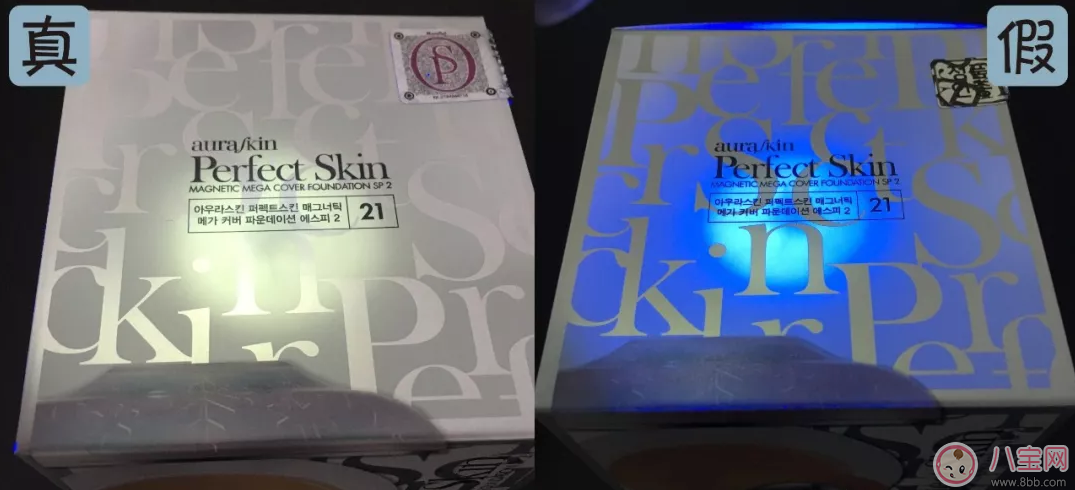 真
SP
auraskin
Perfect Skin
MAGNETIC MEGA COVER FOUNDATION SP 2
아우라스킨 퍼펙트스킨 매그너틱
메가 커버 파운데이션 에스피 2
21
假
auraskin
Perfect Skin
MAGNETIC MEGA COVER FOUNDATION SP 2
아우라스킨 퍼펙트스킨 매그너틱
메가 커버 파운데이션 에스피 2
21
八宝网
www.8bb.com